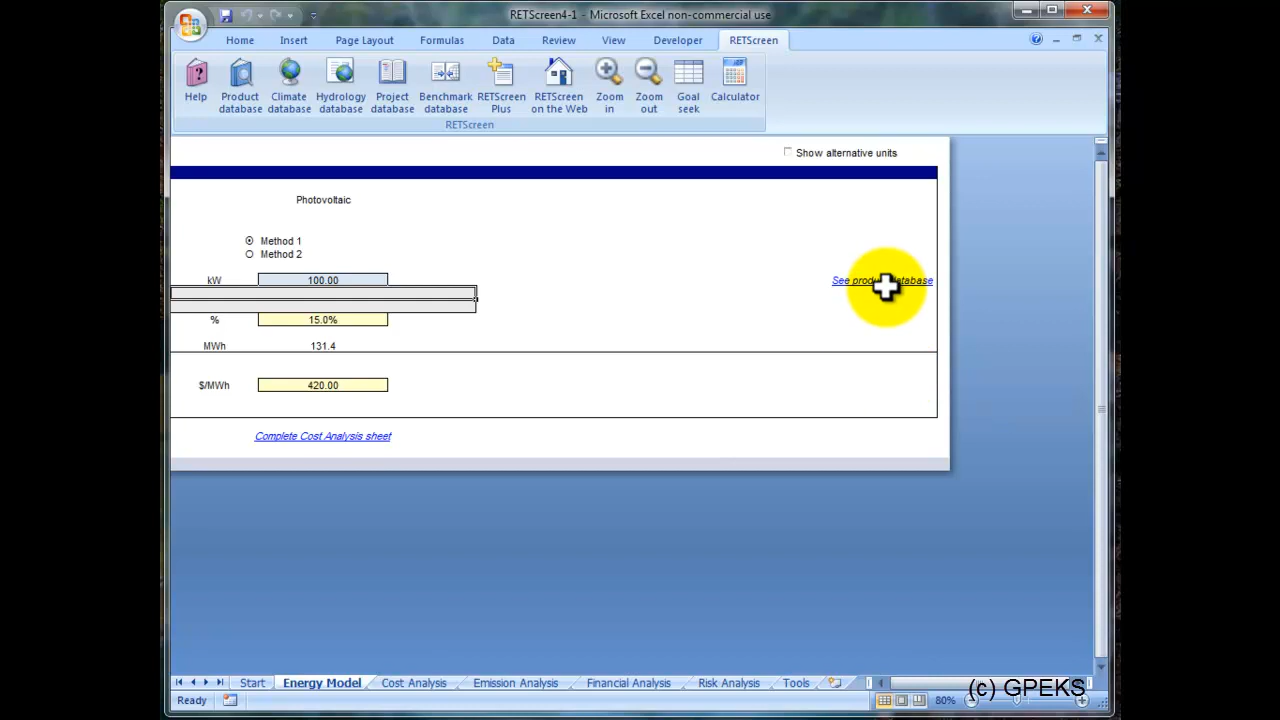 RETScreen4-1 - Microsoft Excel non-commercial use
Home Insert Page Layout Formulas Data Review View Developer RETScreen
Help Product database Climate database Hydrology database Project database Benchmark database RETScreen Plus RETScreen on the Web Zoom in Zoom out Goal seek Calculator
RETScreen
Show alternative units
Photovoltaic
Method 1
Method 2
kW 100.00 See product database
% 15.0%
MWh 131.4
$/MWh 420.00
Complete Cost Analysis sheet
Start Energy Model Cost Analysis Emission Analysis Financial Analysis Risk Analysis Tools
(c) GPEKS
Ready 80%